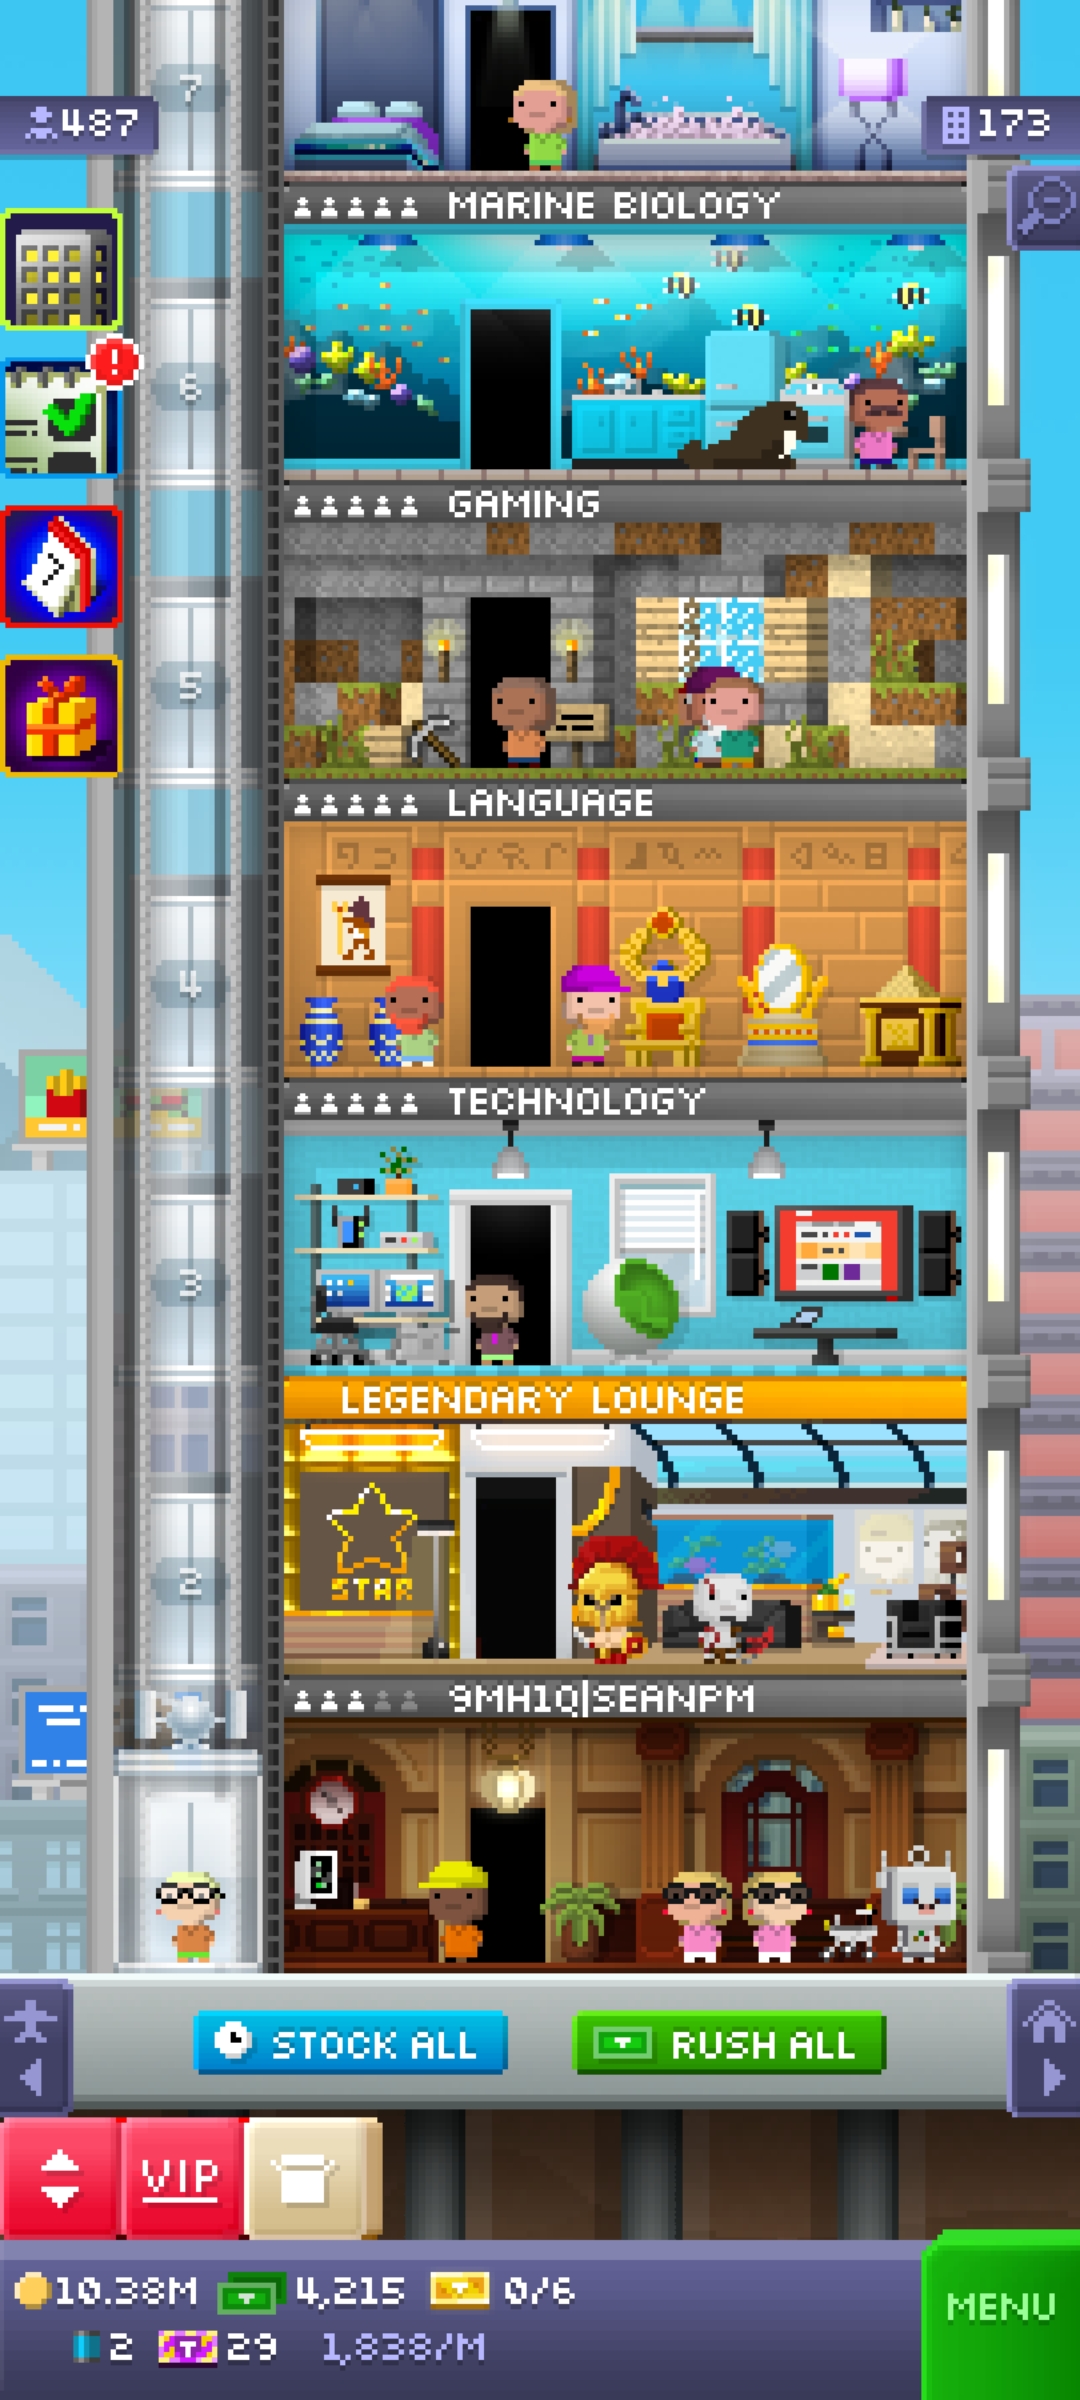 7
487
173
MARINE BIOLOGY
6
GAMING
7
5
LANGUAGE
4
TECHNOLOGY
3
LEGENDARY LOUNGE
STAR
2
9MH1Q|SEANPM
STOCK ALL
RUSH ALL
VIP
10.38M 4,215 0/6
MENU
2 29 1,838/M